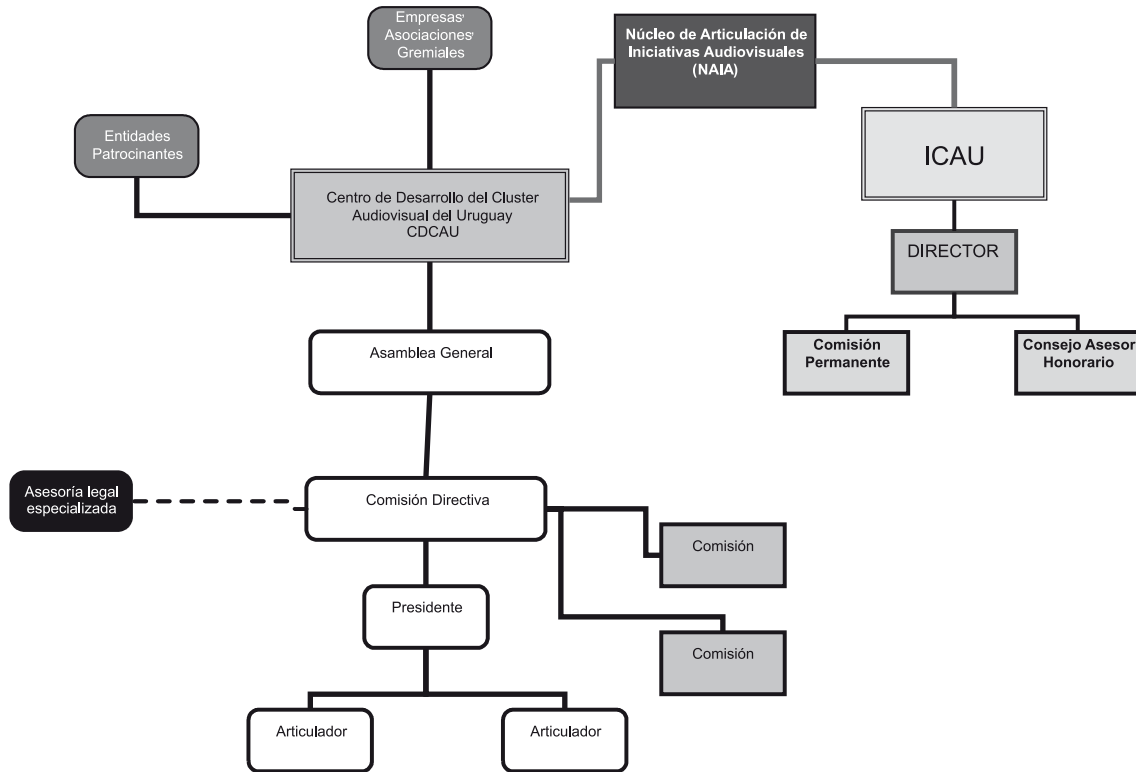 Empresas,
Asociaciones,
Gremiales
Núcleo de Articulación de
Iniciativas Audiovisuales
(NAIA)
Entidades
Patrocinantes
ICAU
Centro de Desarrollo del Cluster
Audiovisual del Uruguay
CDCAU
DIRECTOR
Asamblea General
Comisión
Permanente
Consejo Asesor
Honorario
Asesoría legal
especializada
Comisión Directiva
Comisión
Presidente
Comisión
Articulador
Articulador